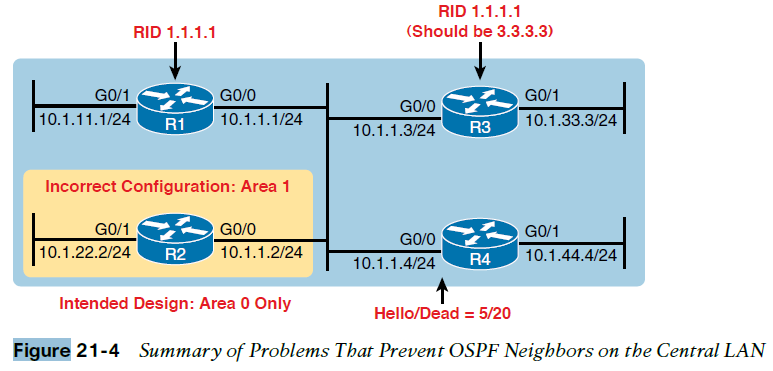 RID 1.1.1.1
RID 1.1.1.1
(Should be 3.3.3.3)
G0/1
G0/0
10.1.11.1/24
R1
10.1.1.1/24
G0/0
G0/1
10.1.1.3/24
R3
10.1.33.3/24
Incorrect Configuration: Area 1
G0/1
G0/0
10.1.22.2/24
R2
10.1.1.2/24
G0/0
G0/1
10.1.1.4/24
R4
10.1.44.4/24
Intended Design: Area 0 Only
Hello/Dead = 5/20
Figure 21-4 Summary of Problems That Prevent OSPF Neighbors on the Central LAN